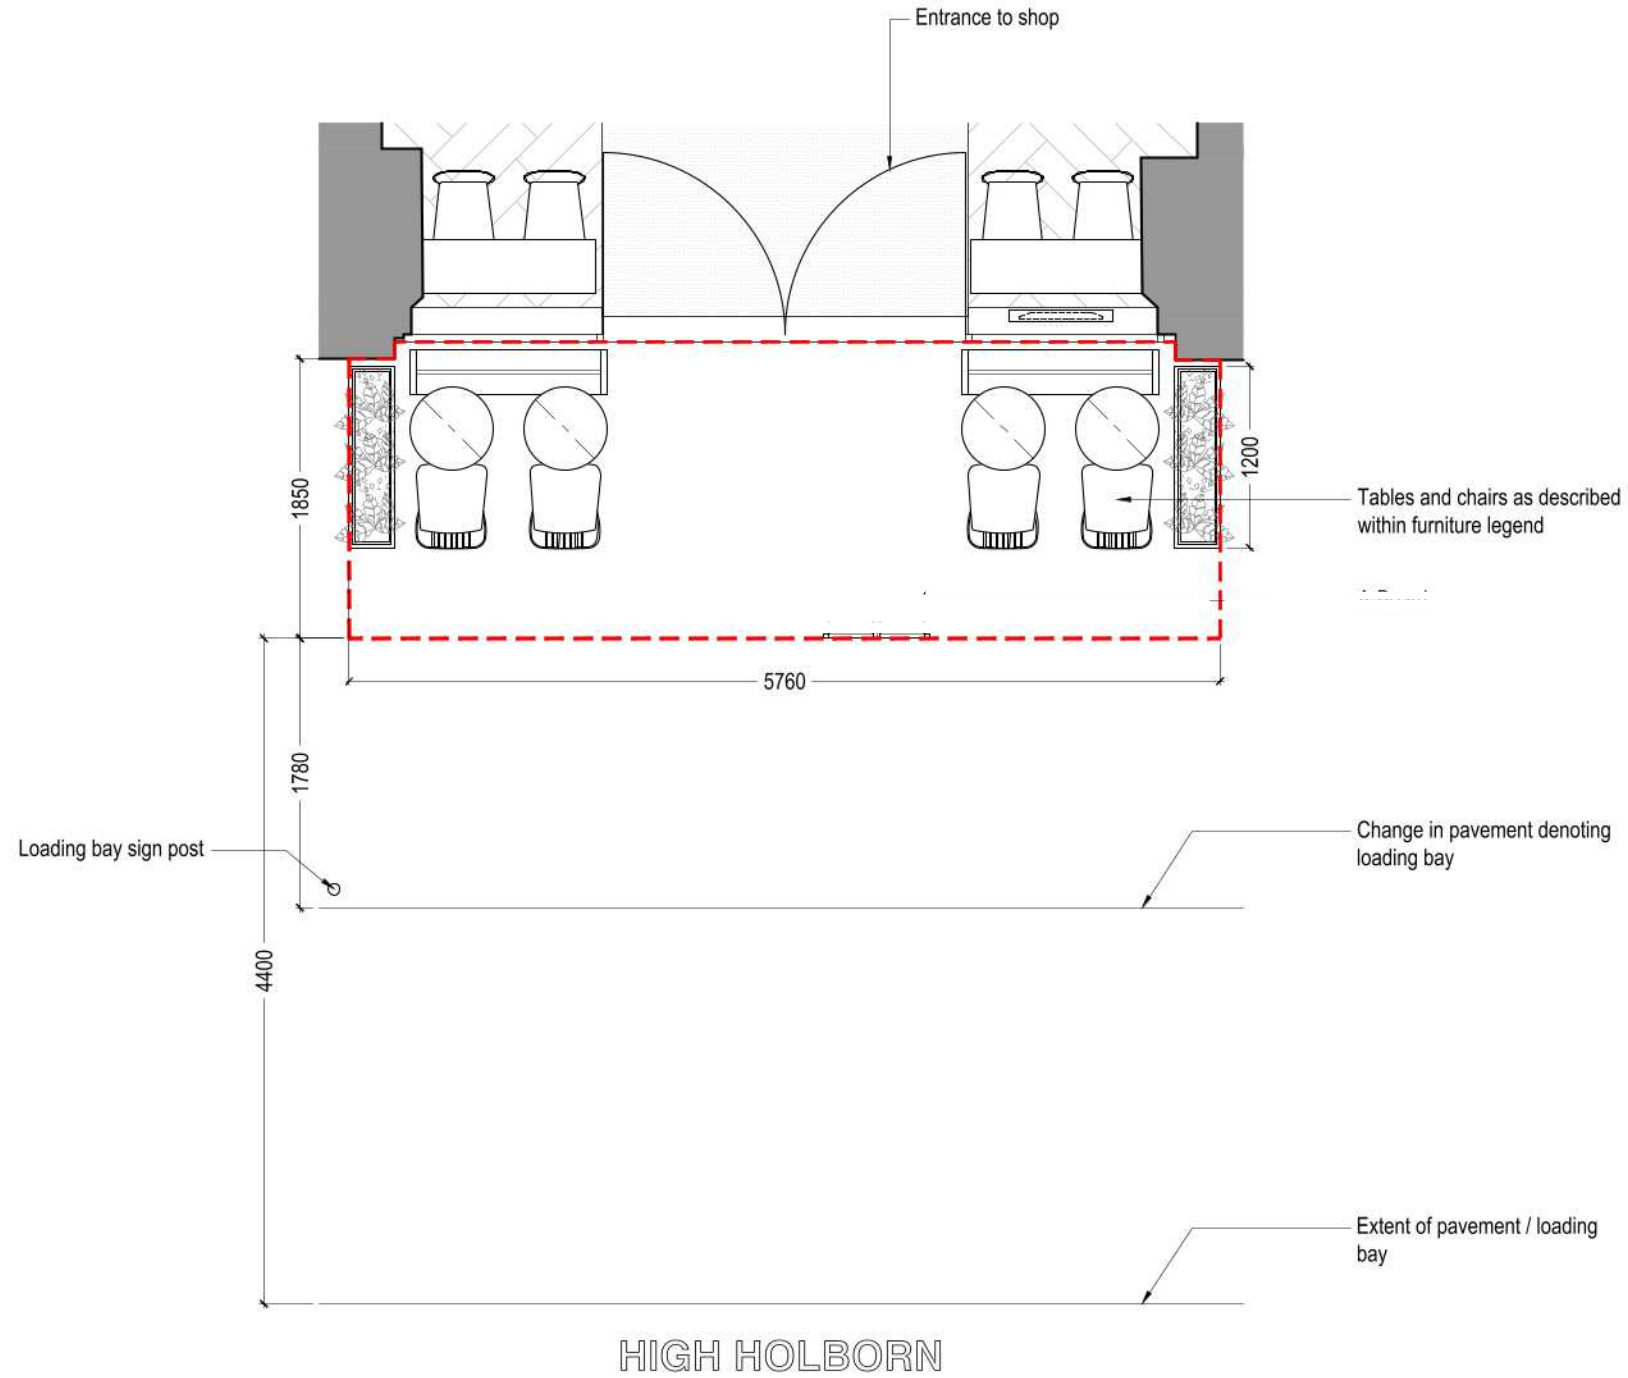 Entrance to shop
1850
1200
Tables and chairs as described
within furniture legend
5760
1780
Loading bay sign post
Change in pavement denoting
loading bay
4400
Extent of pavement / loading
bay
HIGH HOLBORN